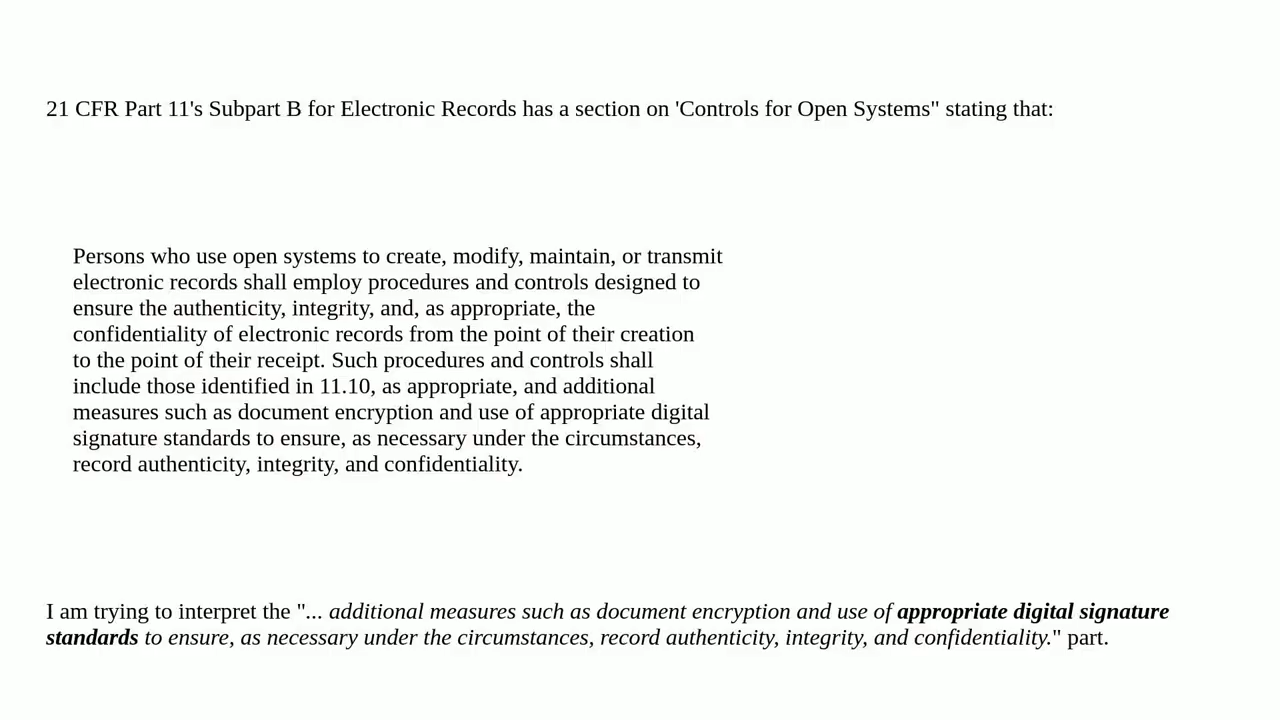 21 CFR Part 11's Subpart B for Electronic Records has a section on 'Controls for Open Systems" stating that:
Persons who use open systems to create, modify, maintain, or transmit
electronic records shall employ procedures and controls designed to
ensure the authenticity, integrity, and, as appropriate, the
confidentiality of electronic records from the point of their creation
to the point of their receipt. Such procedures and controls shall
include those identified in 11.10, as appropriate, and additional
measures such as document encryption and use of appropriate digital
signature standards to ensure, as necessary under the circumstances,
record authenticity, integrity, and confidentiality.
I am trying to interpret the "... additional measures such as document encryption and use of appropriate digital signature
standards to ensure, as necessary under the circumstances, record authenticity, integrity, and confidentiality." part.